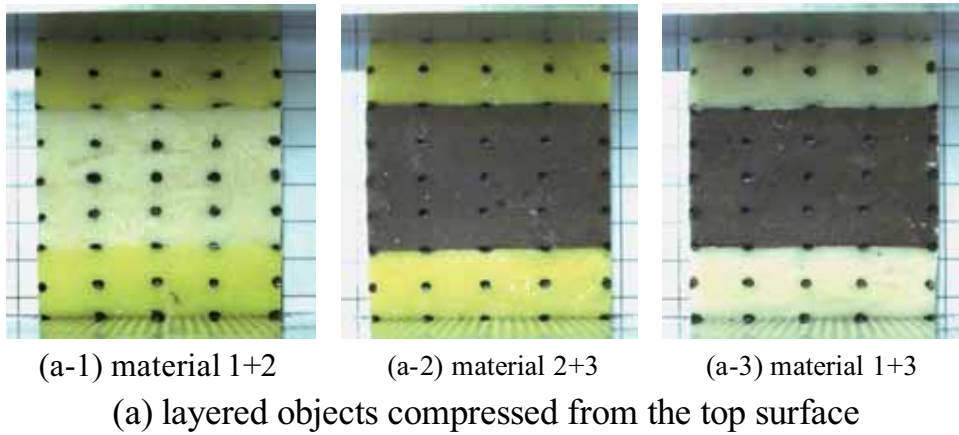 (a-1) material 1+2
(a-2) material 2+3
(a-3) material 1+3
(a) layered objects compressed from the top surface